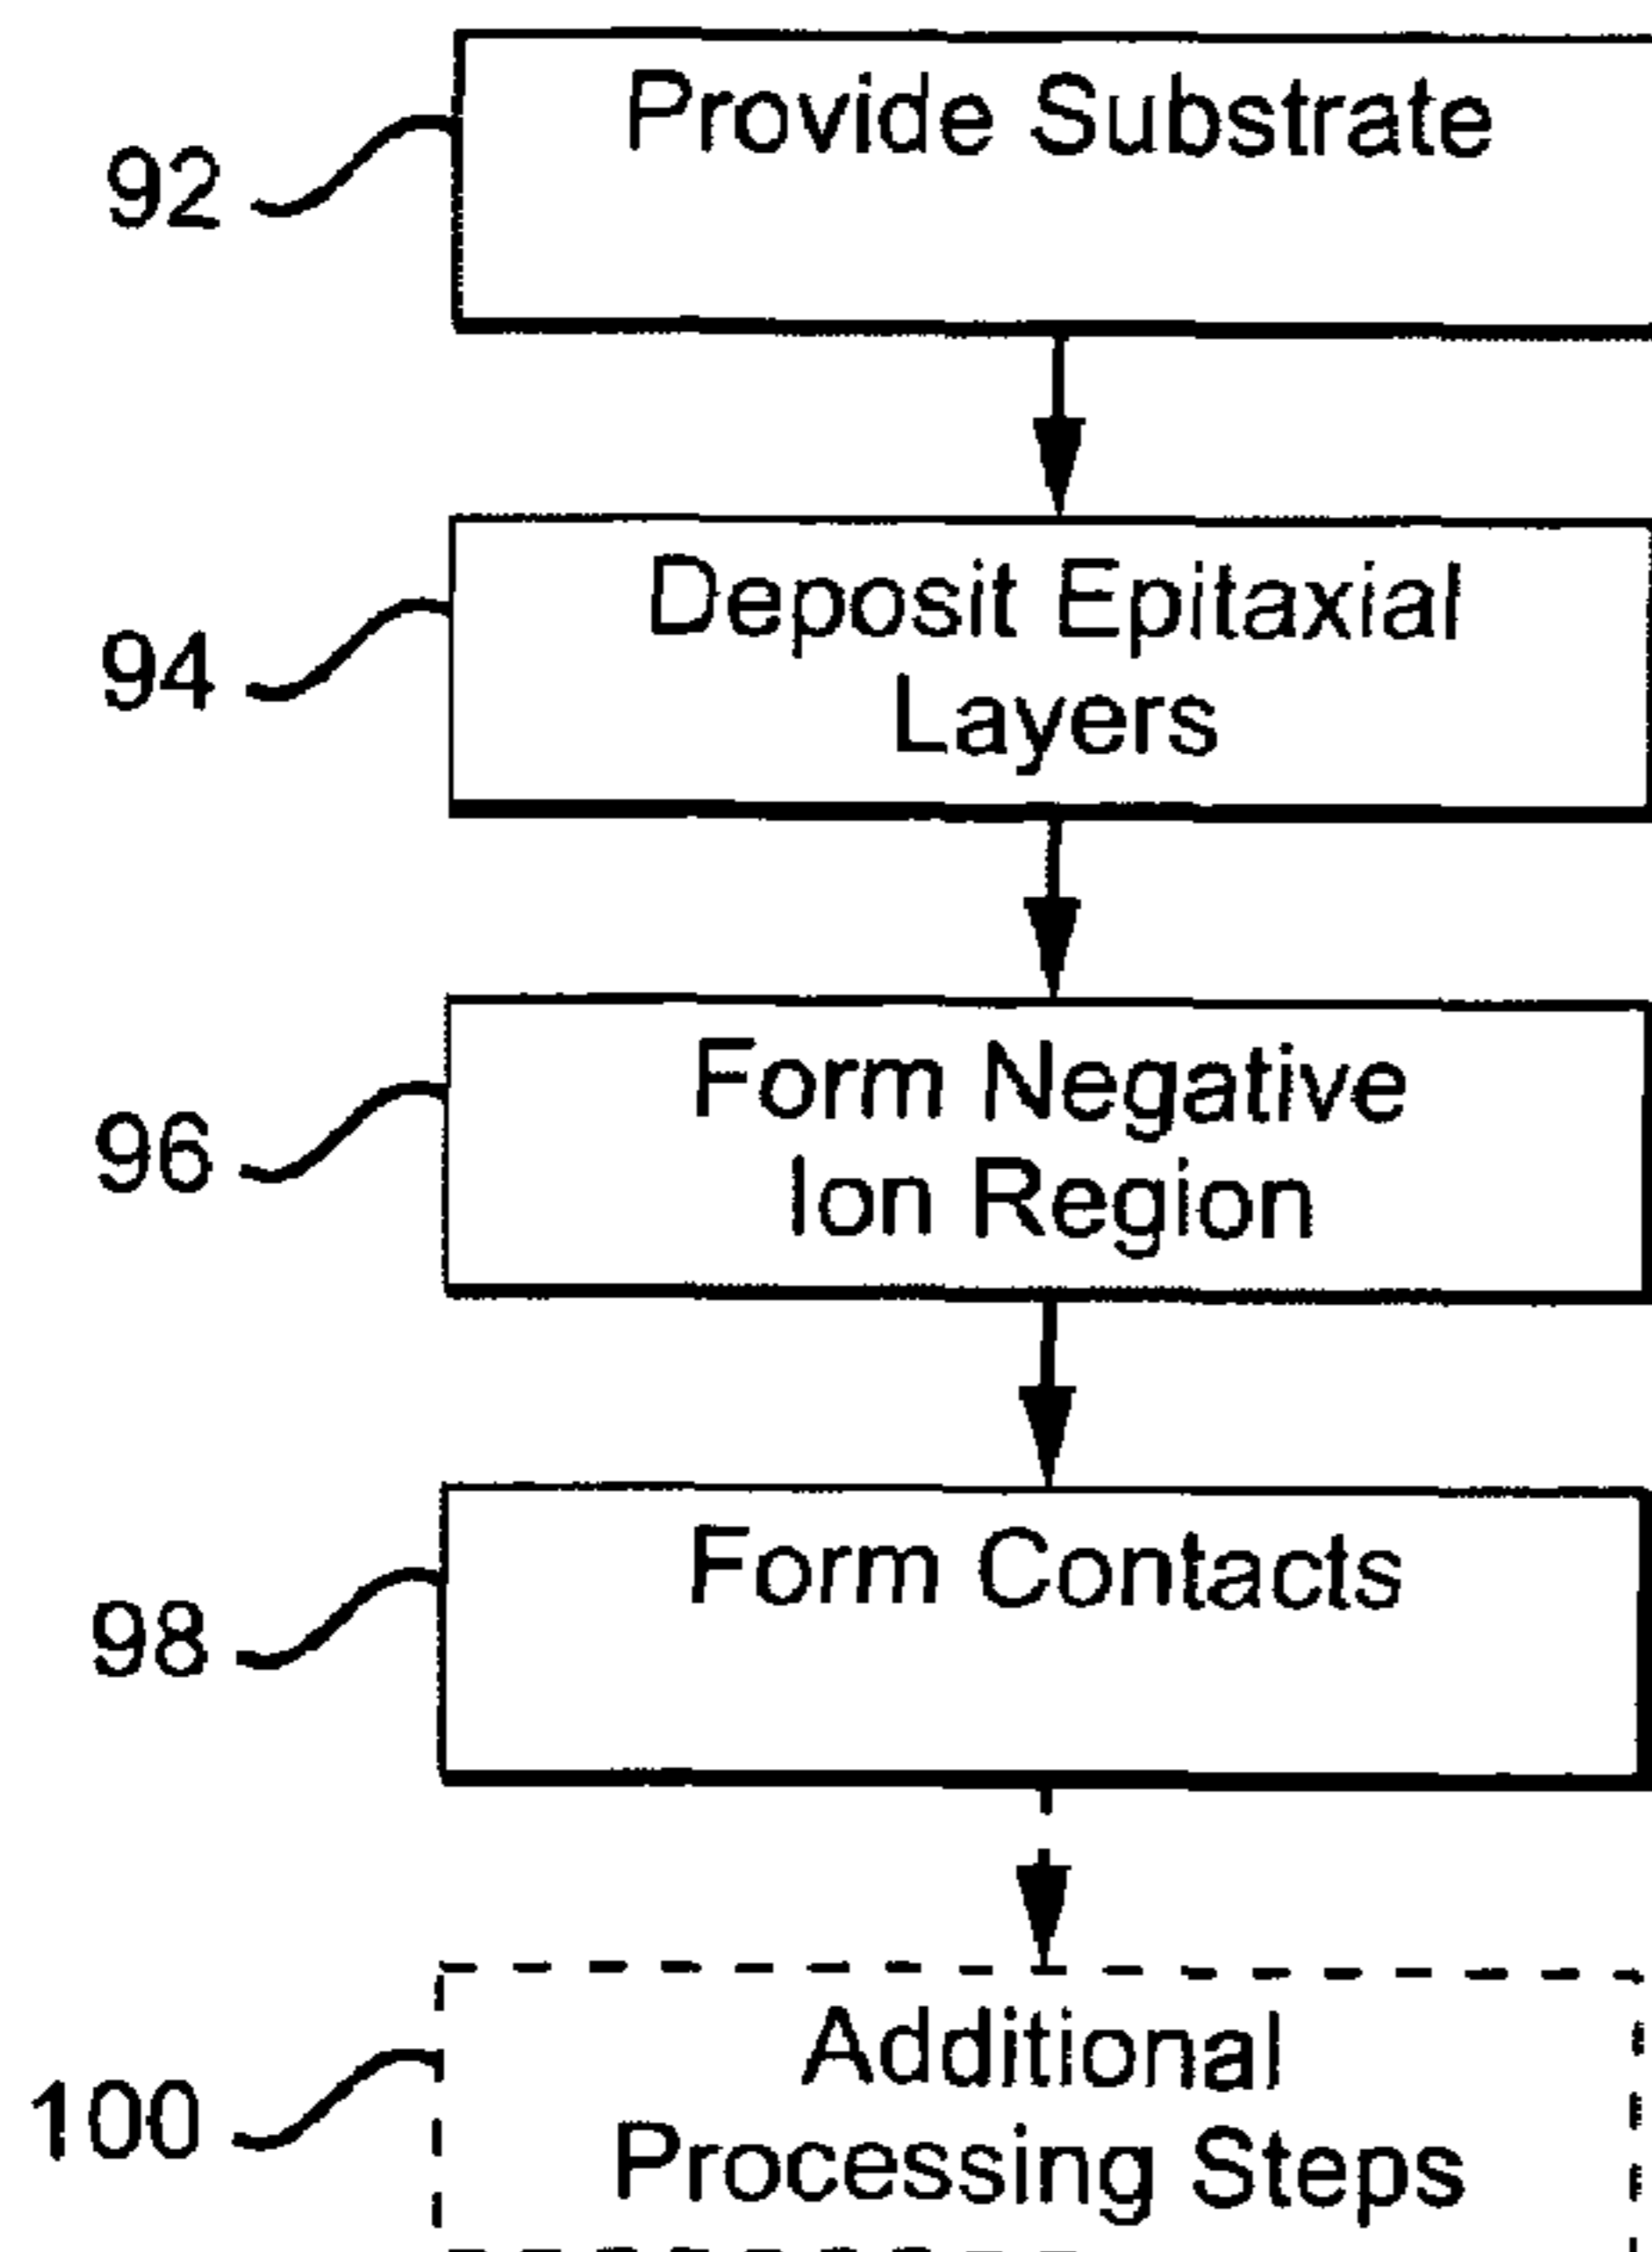 92
Provide Substrate
94
Deposit Epitaxial
Layers
96
Form Negative
Ion Region
98
Form Contacts
100
Additional
Processing Steps